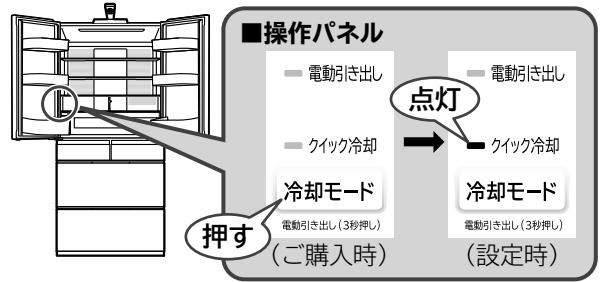 ■操作パネル
電動引き出し
クイック冷却
冷却モード
電動引き出し(3秒押し)
押す
(ご購入時)
電動引き出し
点灯
クイック冷却
冷却モード
電動引き出し(3秒押し)
(設定時)